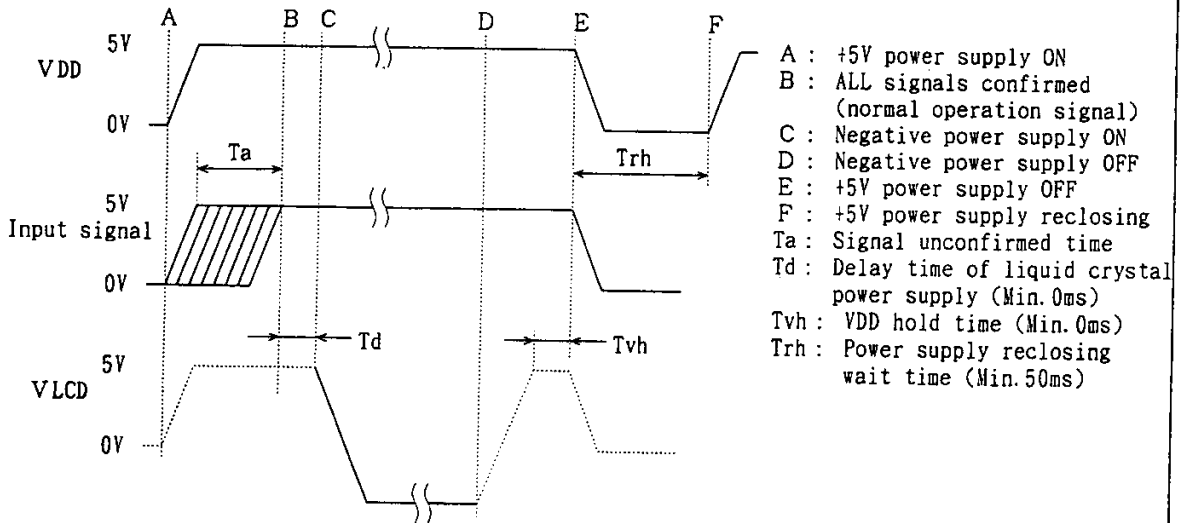 A B C D E F
5V
VDD
0V
Ta
Trh
5V
Input signal
0V
Td
Tvh
5V
VLCD
0V
A : +5V power supply ON
B : ALL signals confirmed
(normal operation signal)
C : Negative power supply ON
D : Negative power supply OFF
E : +5V power supply OFF
F : +5V power supply reclosing
Ta : Signal unconfirmed time
Td : Delay time of liquid crystal
power supply (Min. 0ms)
Tvh : VDD hold time (Min. 0ms)
Trh : Power supply reclosing
wait time (Min. 50ms)